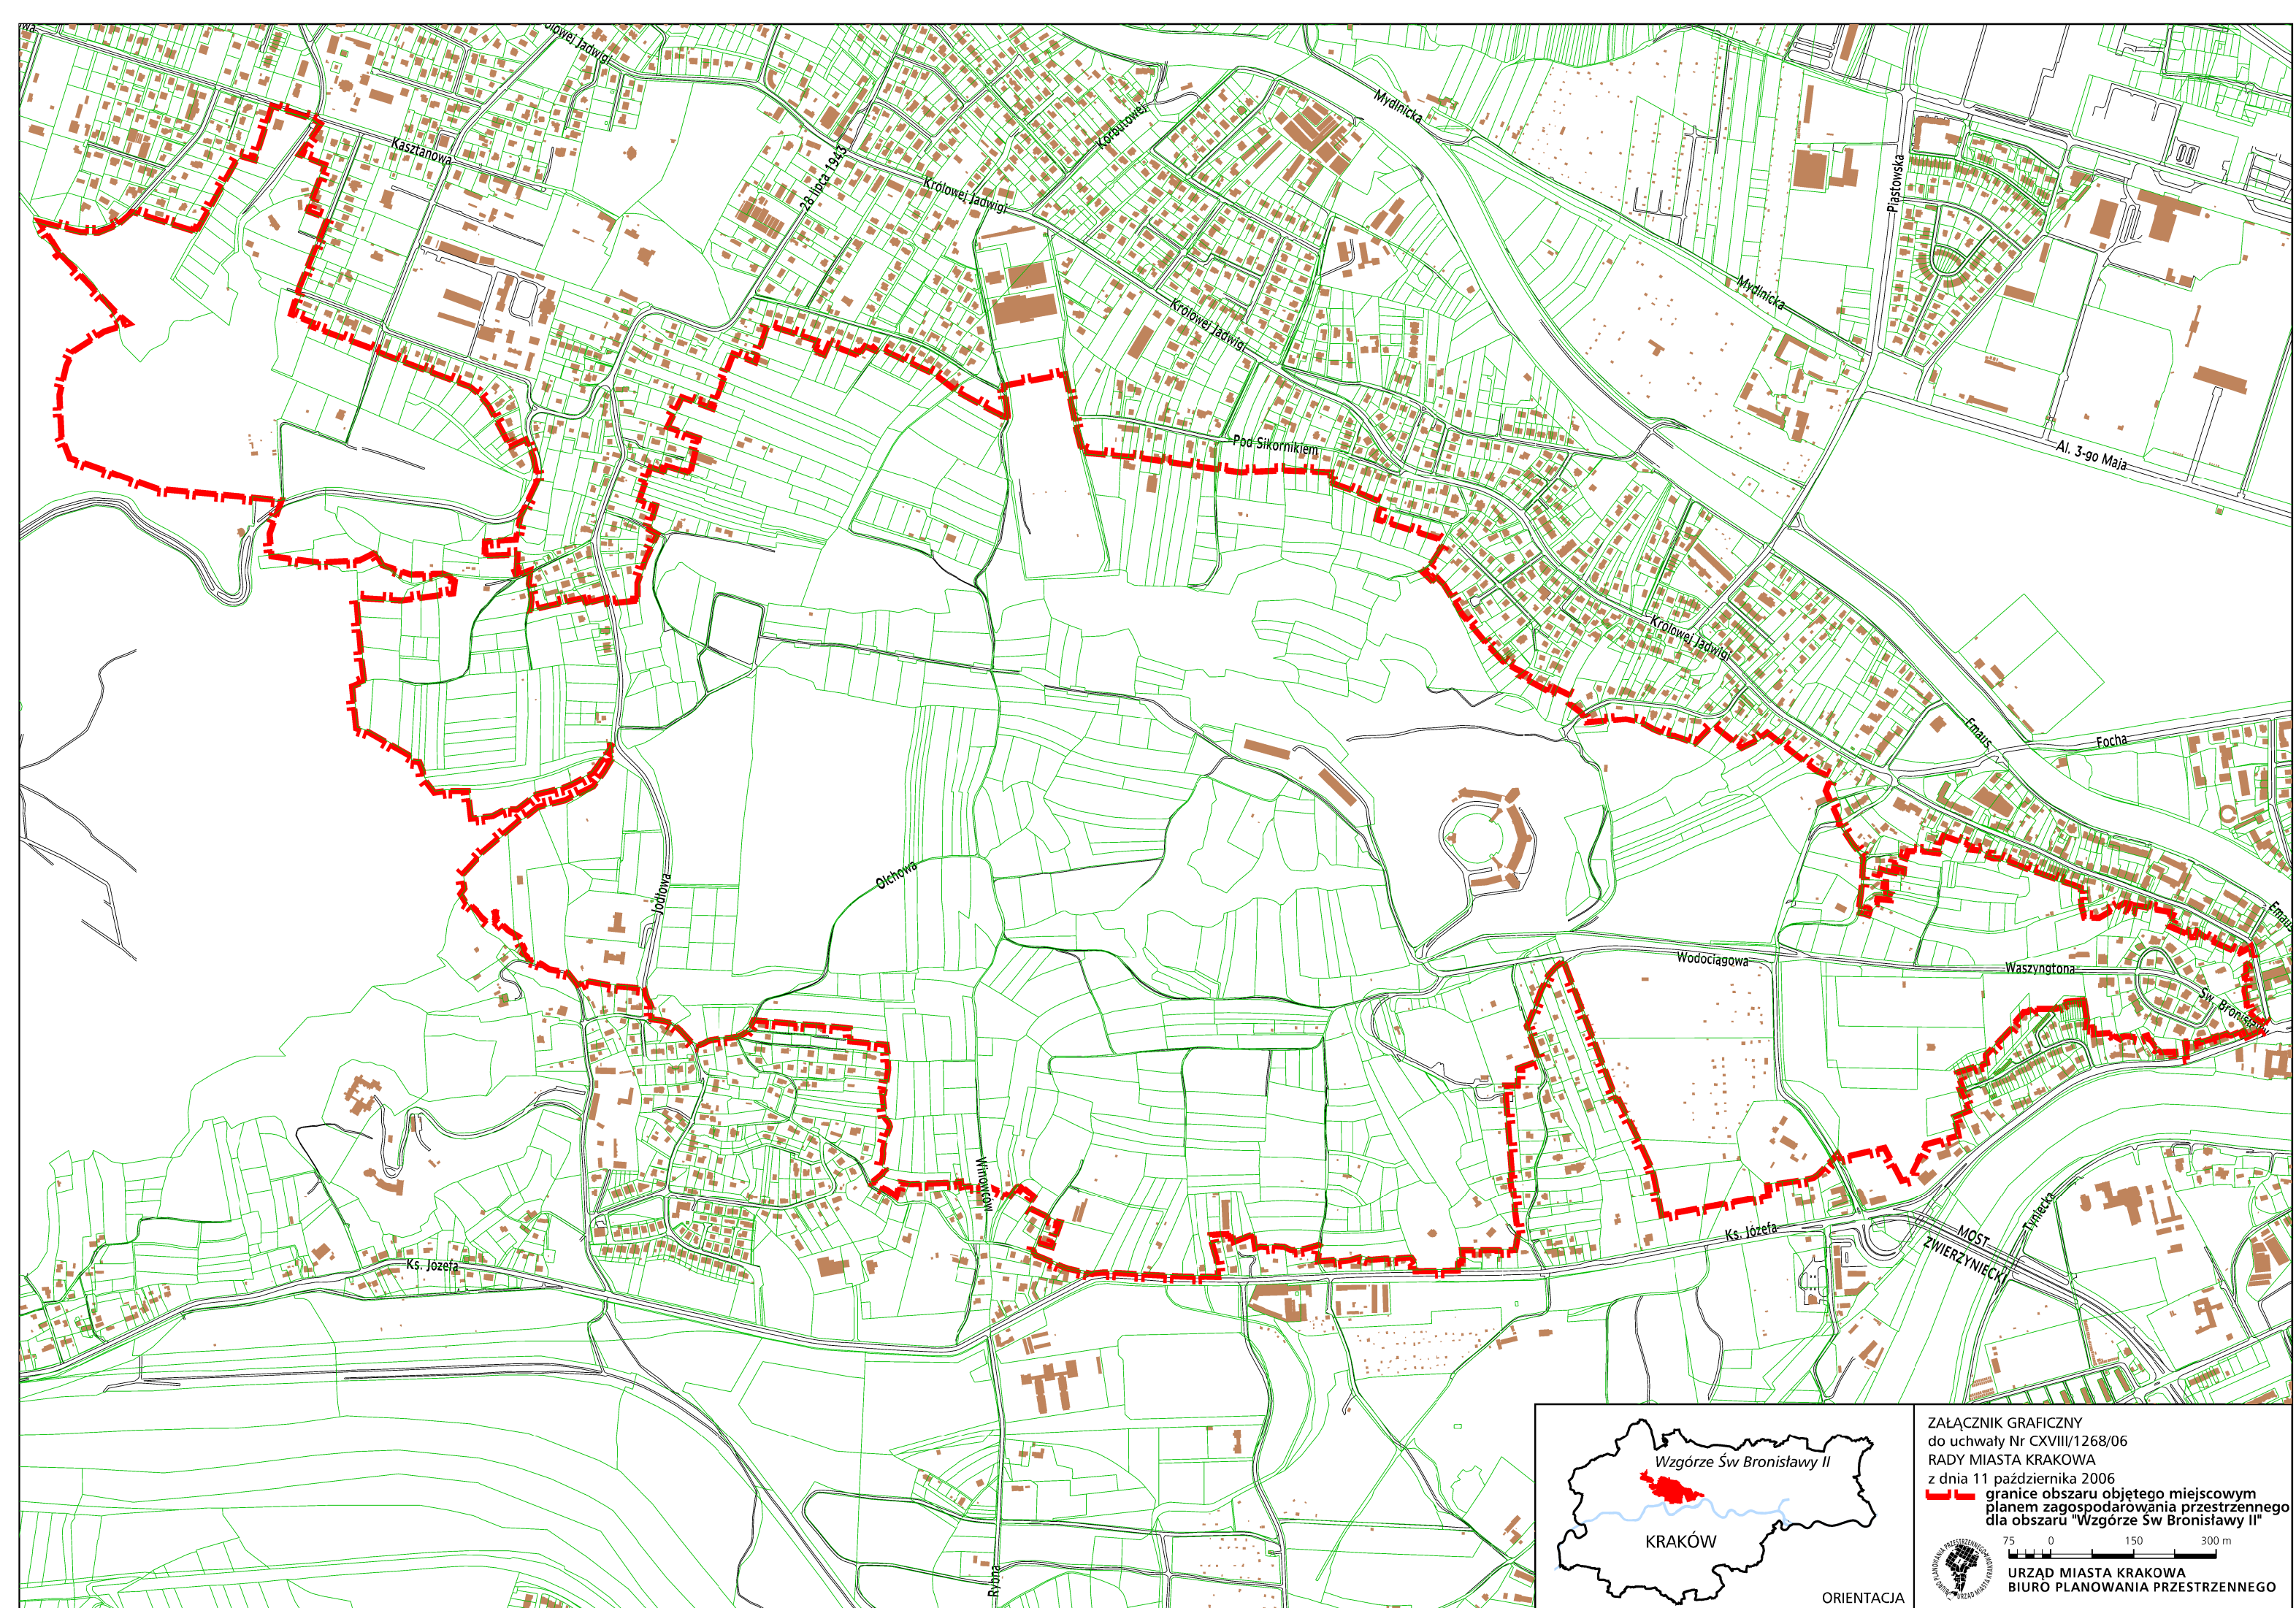 wa
olowej Jadwigi
Mydlnicka
Kasztanowa
Korbutowej
28 lipca 1943
Królowej Jadwigi
Piastowska
Mydlnicka
Królowej Jadwigi
Pod Sikornikiem
Al. 3-go Maja
Królowej Jadwigi
Emaus
Focha
Olchowa
Jodłowa
Emaus
Wodociągowa
Waszyngtona
Św. Bronisławy
Winowców
Tyniecka
Ks. Józefa
MOST
ZWIERZYNIECKI
Ks. Józefa
Rybna
Wzgórze Św Bronisławy II
KRAKÓW
ORIENTACJA
ZAŁĄCZNIK GRAFICZNY
do uchwały Nr CXVIII/1268/06
RADY MIASTA KRAKOWA
z dnia 11 października 2006
granice obszaru objętego miejscowym
planem zagospodarowania przestrzennego
dla obszaru "Wzgórze Św Bronisławy II"
75 0 150 300 m
URZĄD MIASTA KRAKOWA
BIURO PLANOWANIA PRZESTRZENNEGO